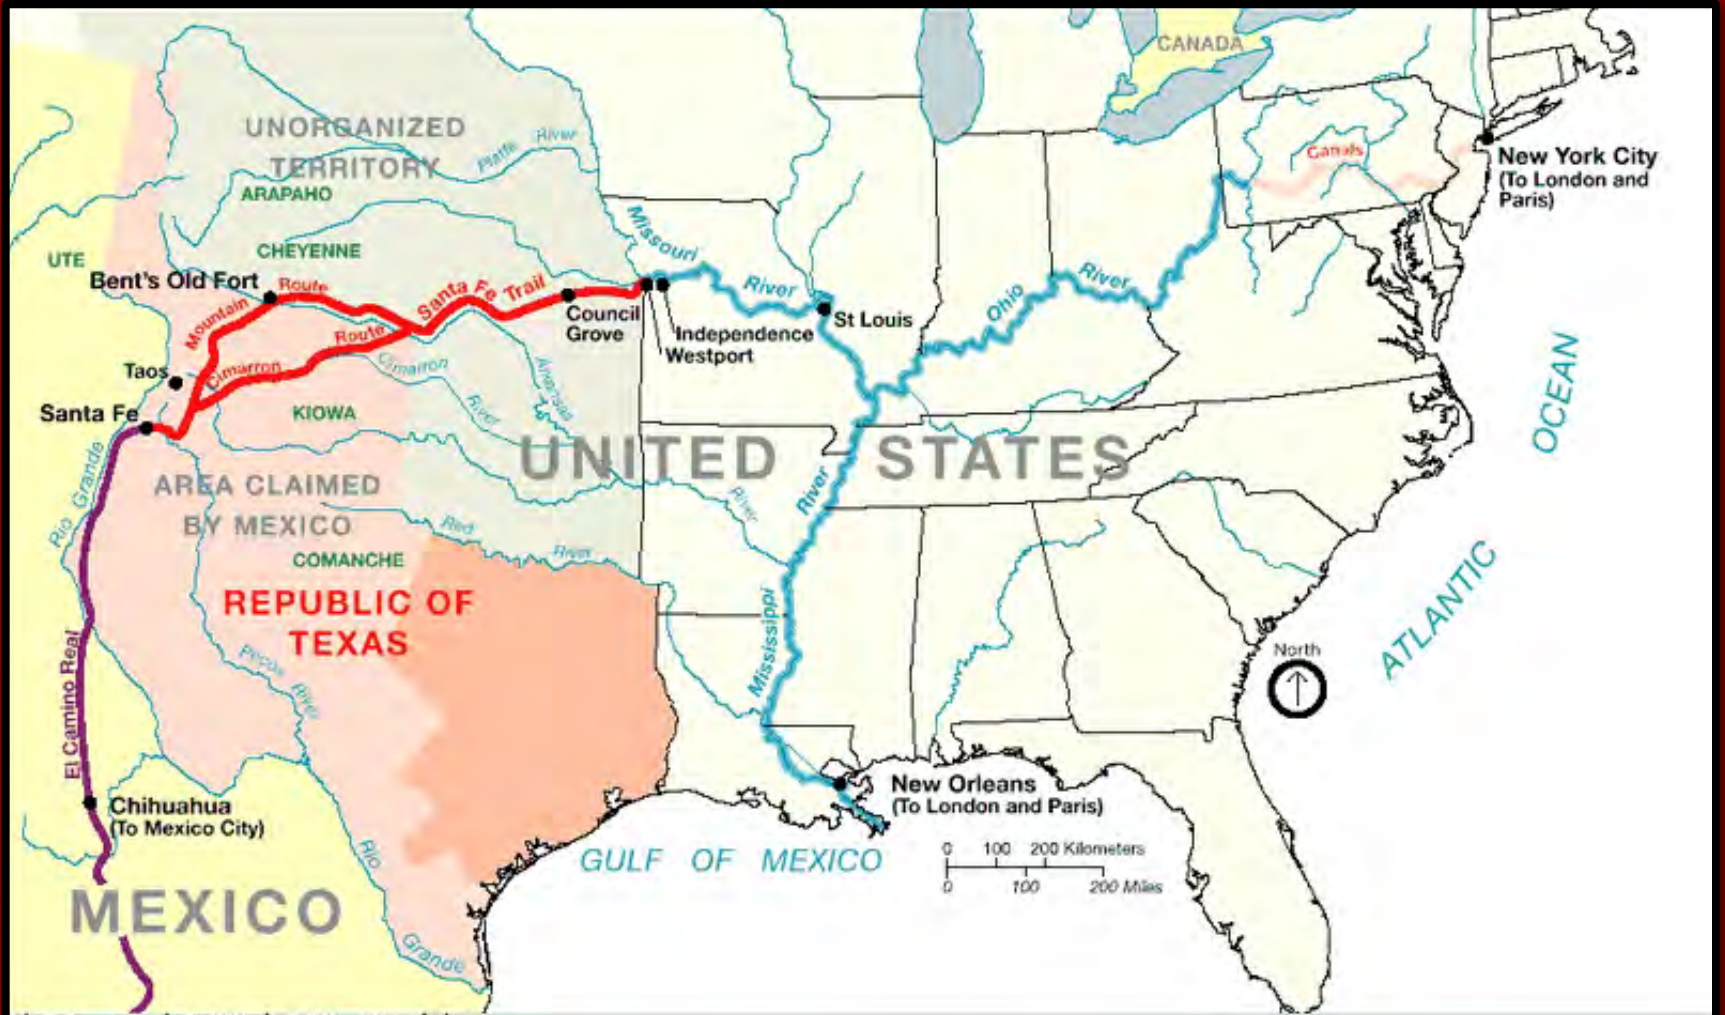 CANADA
UNORGANIZED
TERRITORY
Platte River
ARAPAHO
Canals
New York City
(To London and
Paris)
CHEYENNE
UTE
Bent's Old Fort
Missouri
River
Route
Mountain
Santa Fe Trail
Council
Grove
Independence
Westport
St Louis
Ohio
River
Route
Cimarron
Taos
Cimarron
River
Arkansas
River
Santa Fe
KIOWA
UNITED STATES
OCEAN
ATLANTIC
Rio Grande
AREA CLAIMED
BY MEXICO
Red
River
River
Mississippi
COMANCHE
REPUBLIC OF
TEXAS
Pecos
River
North
El Camino Real
Chihuahua
(To Mexico City)
New Orleans
(To London and Paris)
GULF OF MEXICO
0 100 200 Kilometers
0 100 200 Miles
Rio
Grande
MEXICO